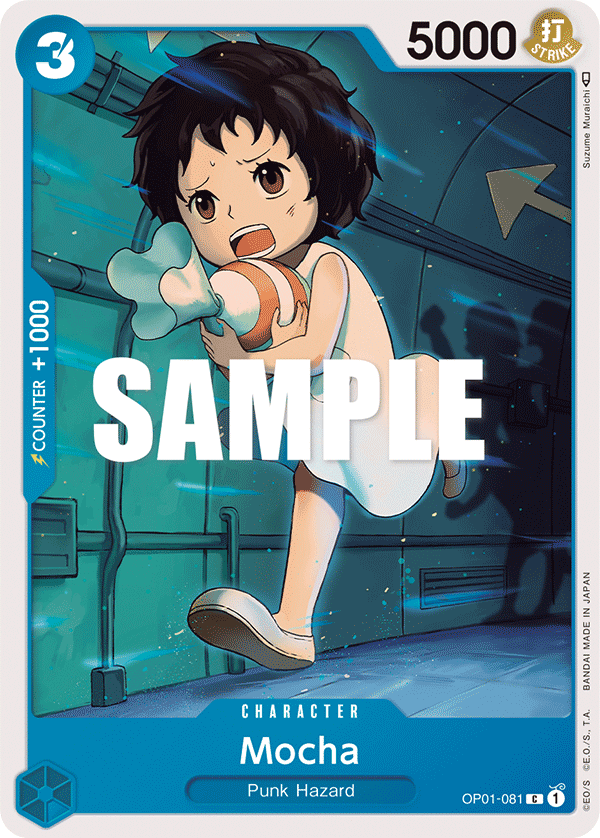 3
5000
打
STRIKE
Suzume Muraichi
COUNTER +1000
SAMPLE
CHARACTER
Mocha
Punk Hazard
OP01-081 C 1
©EO/S ©E.O./S., T.A. BANDAI MADE IN JAPAN